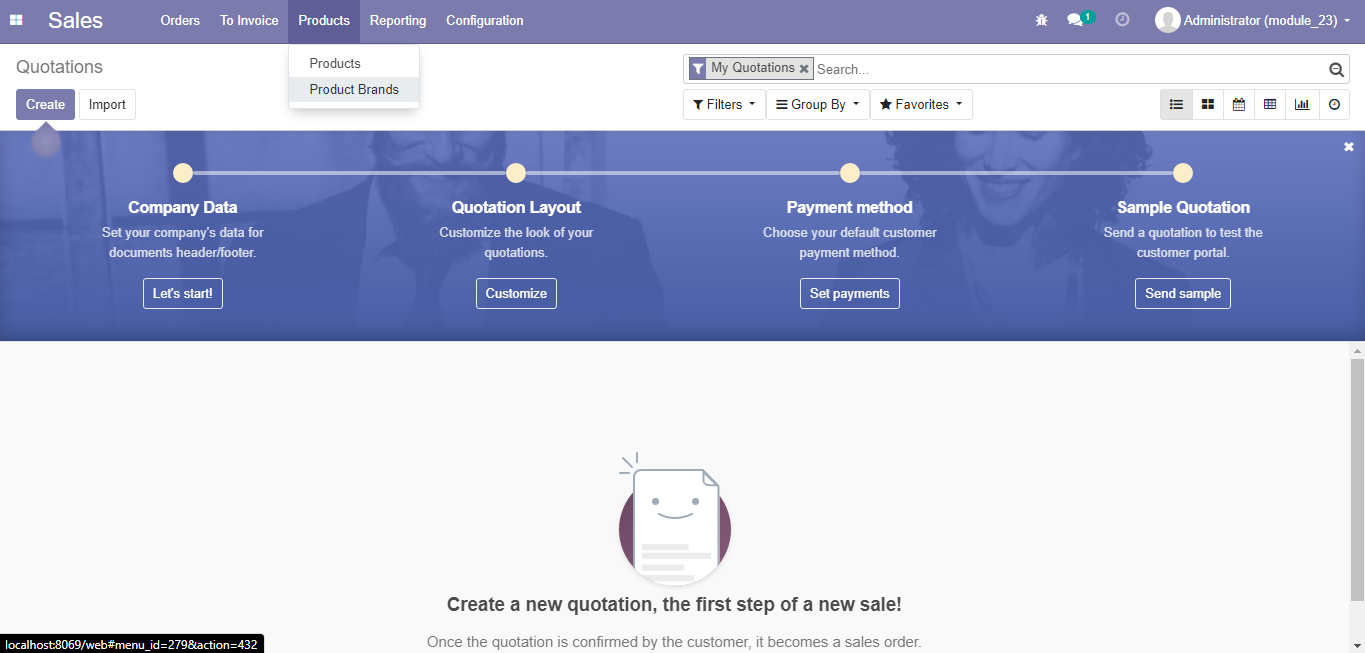 Sales
Orders
To Invoice
Products
Reporting
Configuration
1
Administrator (module_23)
Quotations
Products
Product Brands
My Quotations
Search...
Create
Import
Filters
Group By
Favorites
Company Data
Set your company's data for
documents header/footer.
Let's start!
Quotation Layout
Customize the look of your
quotations.
Customize
Payment method
Choose your default customer
payment method.
Set payments
Sample Quotation
Send a quotation to test the
customer portal.
Send sample
Create a new quotation, the first step of a new sale!
Once the quotation is confirmed by the customer, it becomes a sales order.
localhost:8069/web#menu_id=279&action=432